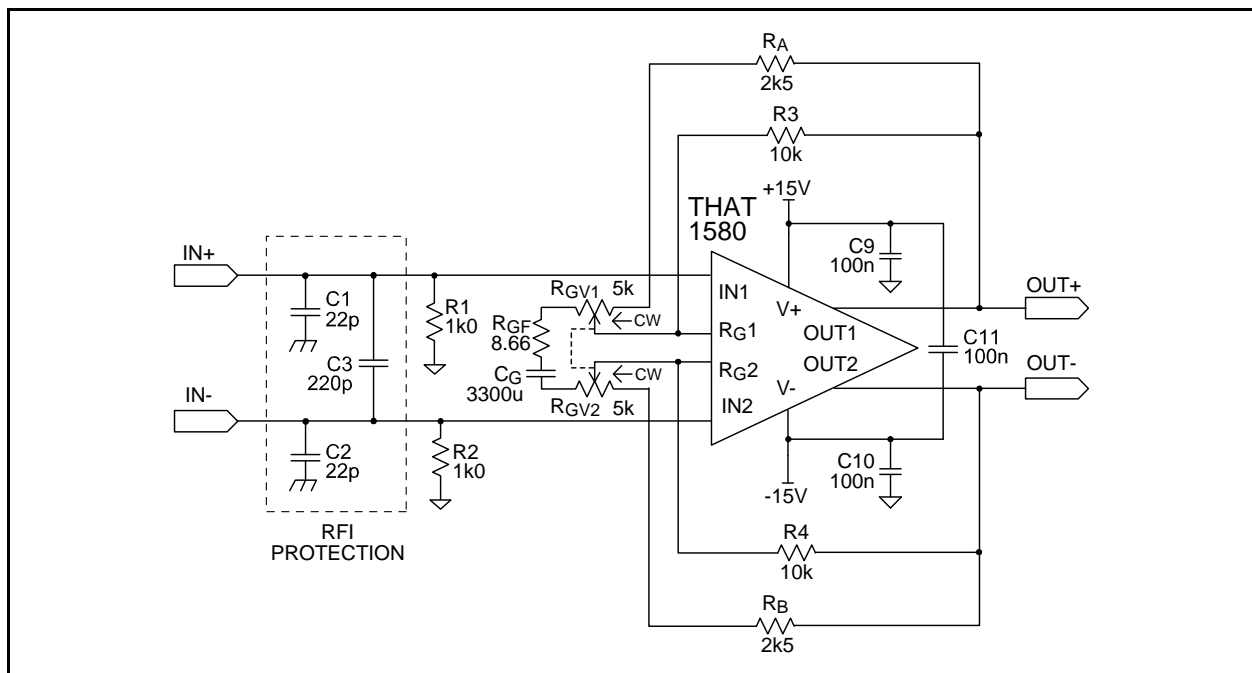 RA
2k5
R3
10k
+15V
THAT
1580
C9
100n
IN+
C1
22p
R1
1k0
C3
220p
RGV1 5k
CW
RGF
8.66
CG
3300u
CW
RGV2 5k
IN1
V+
RG1
OUT1
RG2
OUT2
V-
IN2
C11
100n
OUT+
OUT-
IN-
C2
22p
R2
1k0
C10
100n
-15V
RFI
PROTECTION
R4
10k
RB
2k5